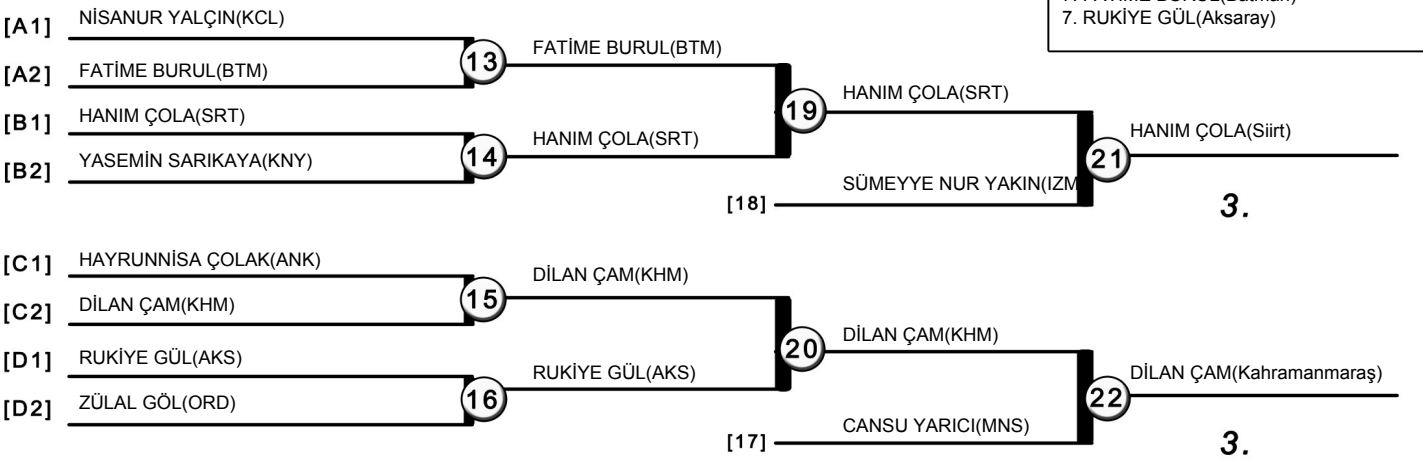 7. RUKİYE GÜL(Aksaray)
[A1] NİSANUR YALÇIN(KCL)
13
FATİME BURUL(BTM)
[A2] FATİME BURUL(BTM)
19
HANIM ÇOLA(SRT)
[B1] HANIM ÇOLA(SRT)
14
HANIM ÇOLA(SRT)
[B2] YASEMİN SARIKAYA(KNY)
21
HANIM ÇOLA(Siirt)
[18] SÜMEYYE NUR YAKIN(IZM
3.
[C1] HAYRUNNİSA ÇOLAK(ANK)
15
DİLAN ÇAM(KHM)
[C2] DİLAN ÇAM(KHM)
20
DİLAN ÇAM(KHM)
[D1] RUKİYE GÜL(AKS)
16
RUKİYE GÜL(AKS)
[D2] ZÜLAL GÖL(ORD)
22
DİLAN ÇAM(Kahramanmaraş)
[17] CANSU YARICI(MNS)
3.